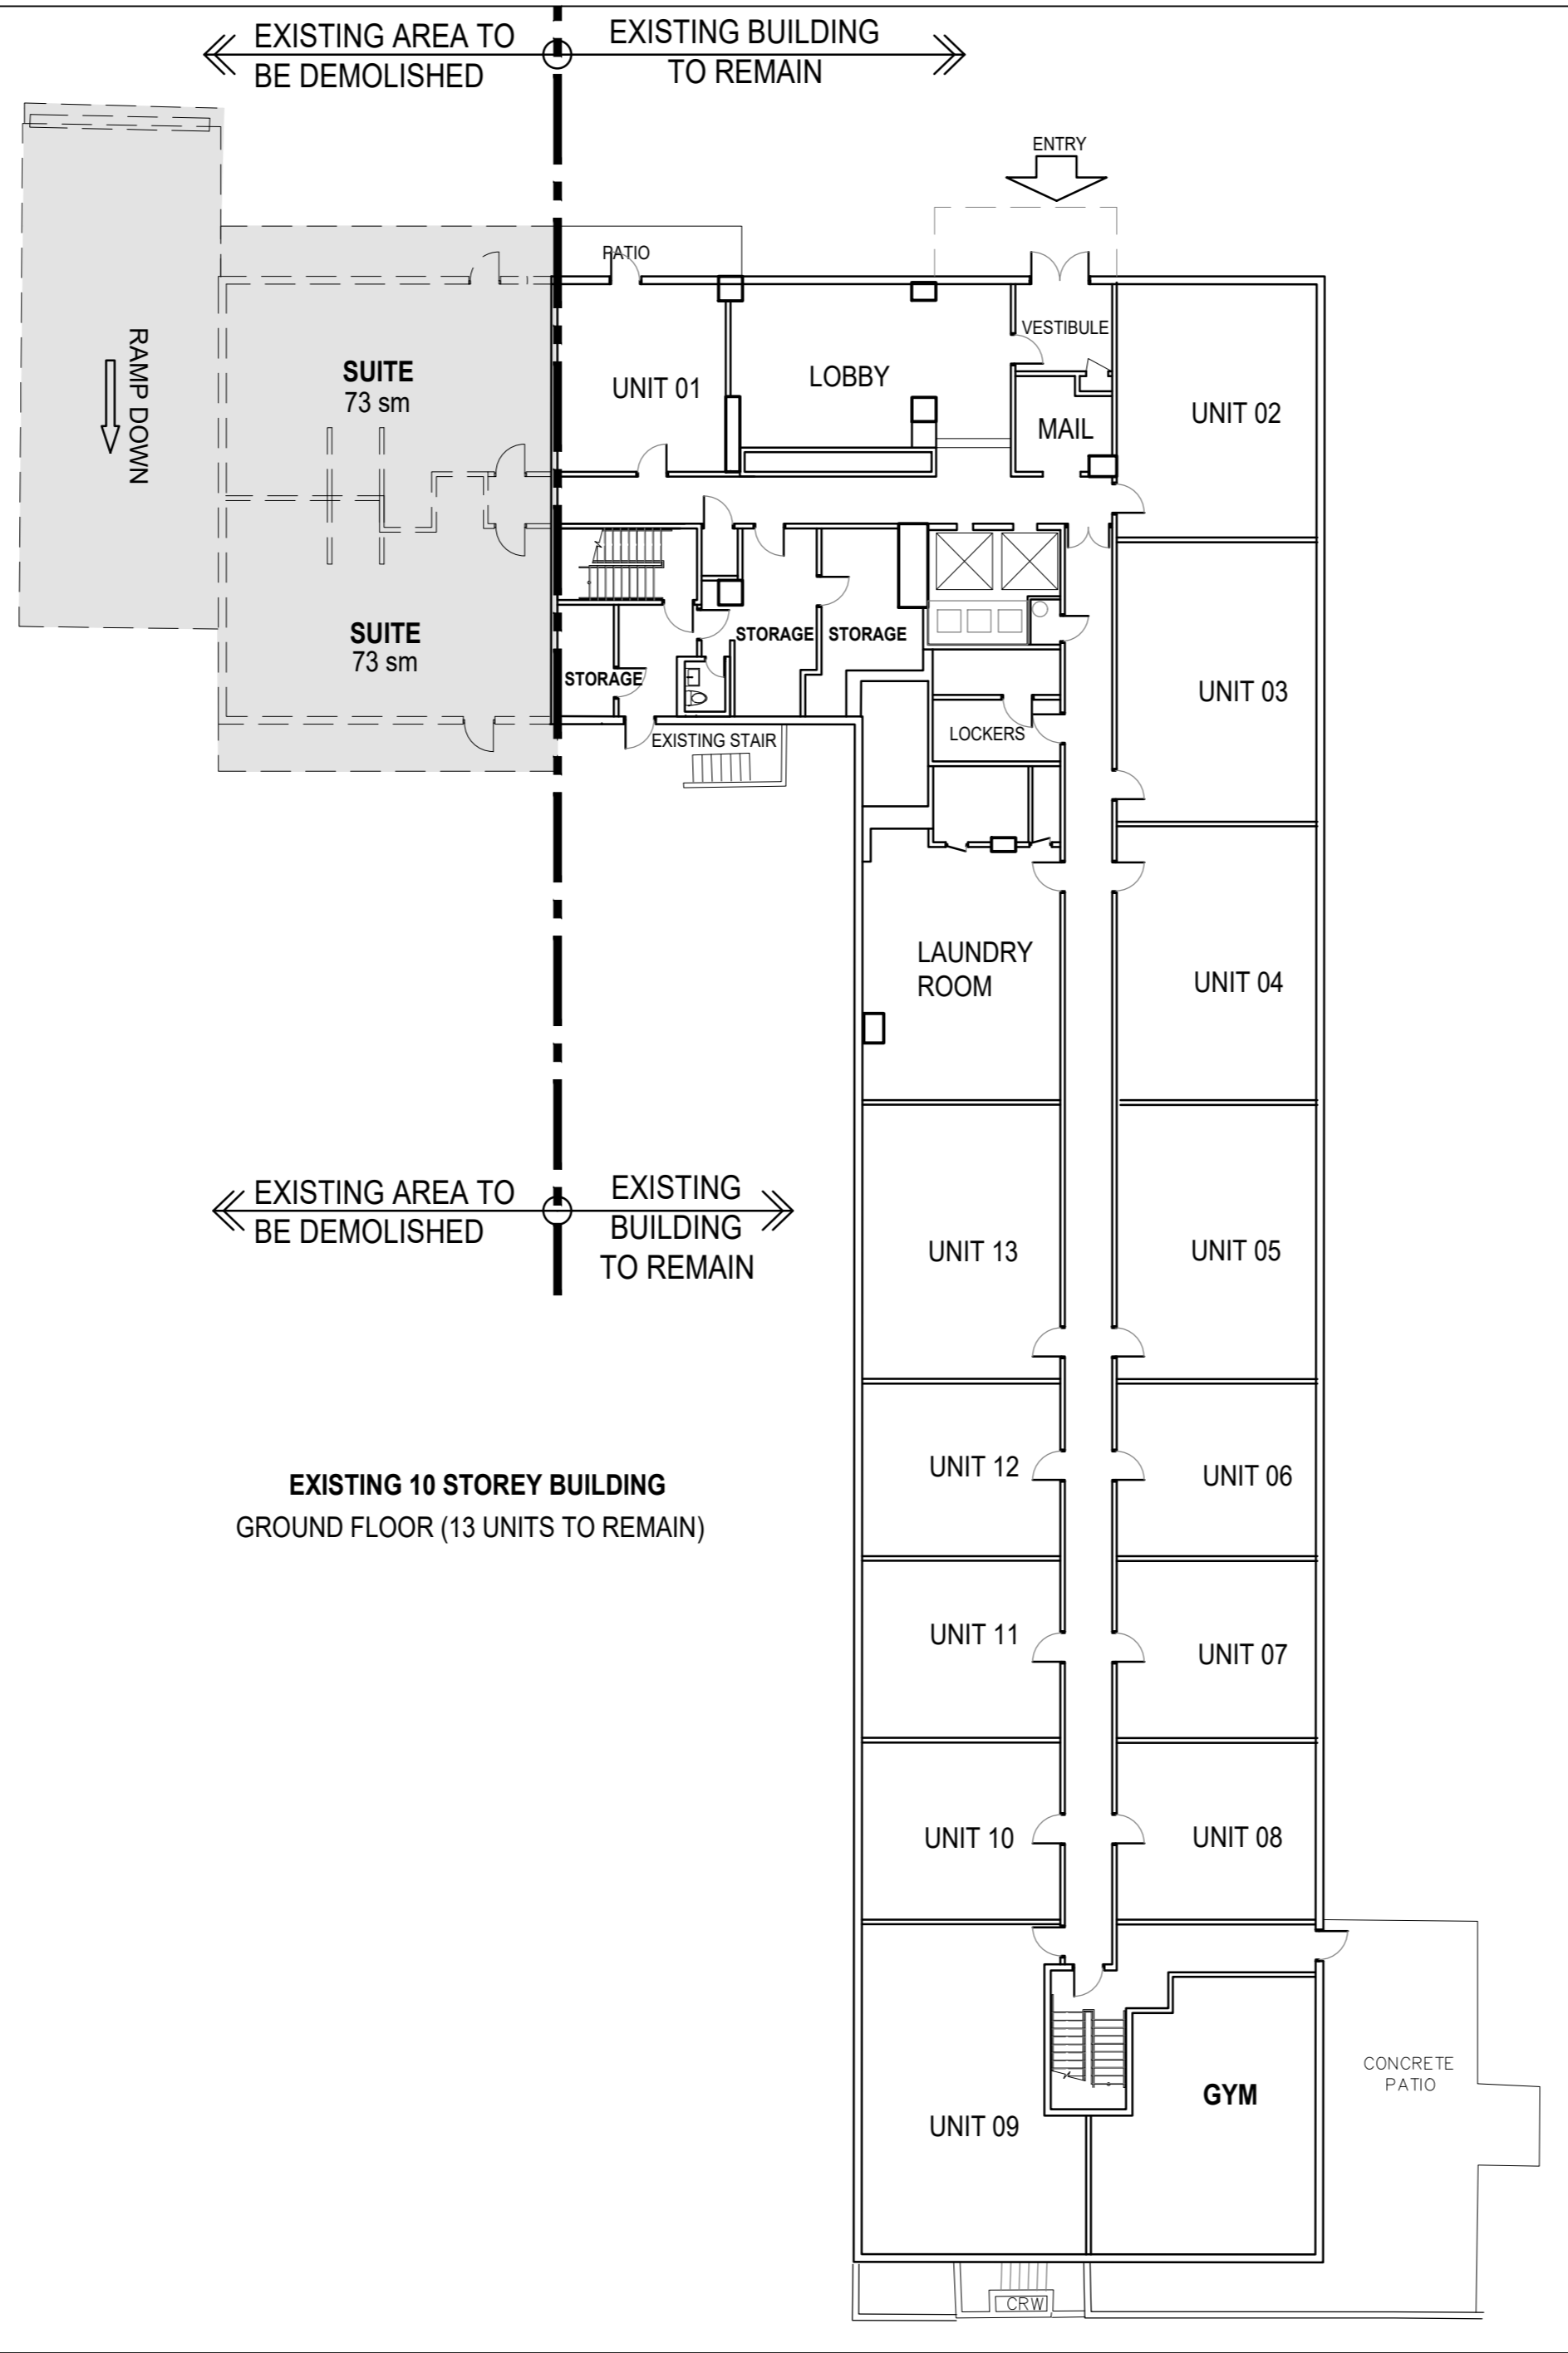 EXISTING AREA TO
BE DEMOLISHED
EXISTING BUILDING
TO REMAIN
ENTRY
PATIO
RAMP DOWN
SUITE
73 sm
UNIT 01
LOBBY
VESTIBULE
MAIL
UNIT 02
SUITE
73 sm
STORAGE
STORAGE
STORAGE
UNIT 03
EXISTING STAIR
LOCKERS
LAUNDRY
ROOM
UNIT 04
EXISTING AREA TO
BE DEMOLISHED
EXISTING
BUILDING
TO REMAIN
UNIT 13
UNIT 05
UNIT 12
UNIT 06
EXISTING 10 STOREY BUILDING
GROUND FLOOR (13 UNITS TO REMAIN)
UNIT 11
UNIT 07
UNIT 10
UNIT 08
UNIT 09
GYM
CONCRETE
PATIO
CRW